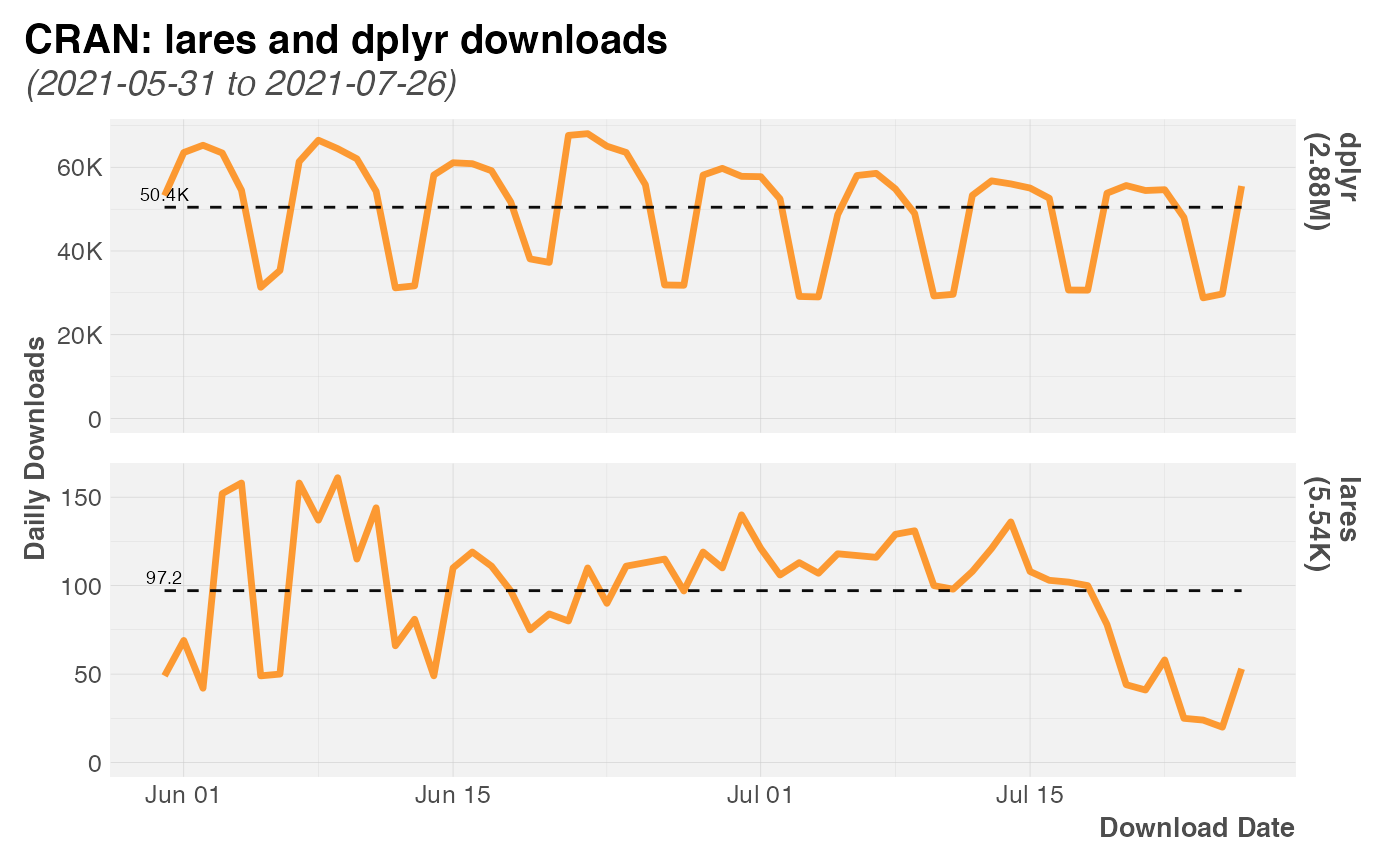 CRAN: lares and dplyr downloads
(2021-05-31 to 2021-07-26)
Dailly Downloads
60K
40K
20K
0
50.4K
dplyr
(2.88M)
150
100
50
0
97.2
lares
(5.54K)
Jun 01
Jun 15
Jul 01
Jul 15
Download Date